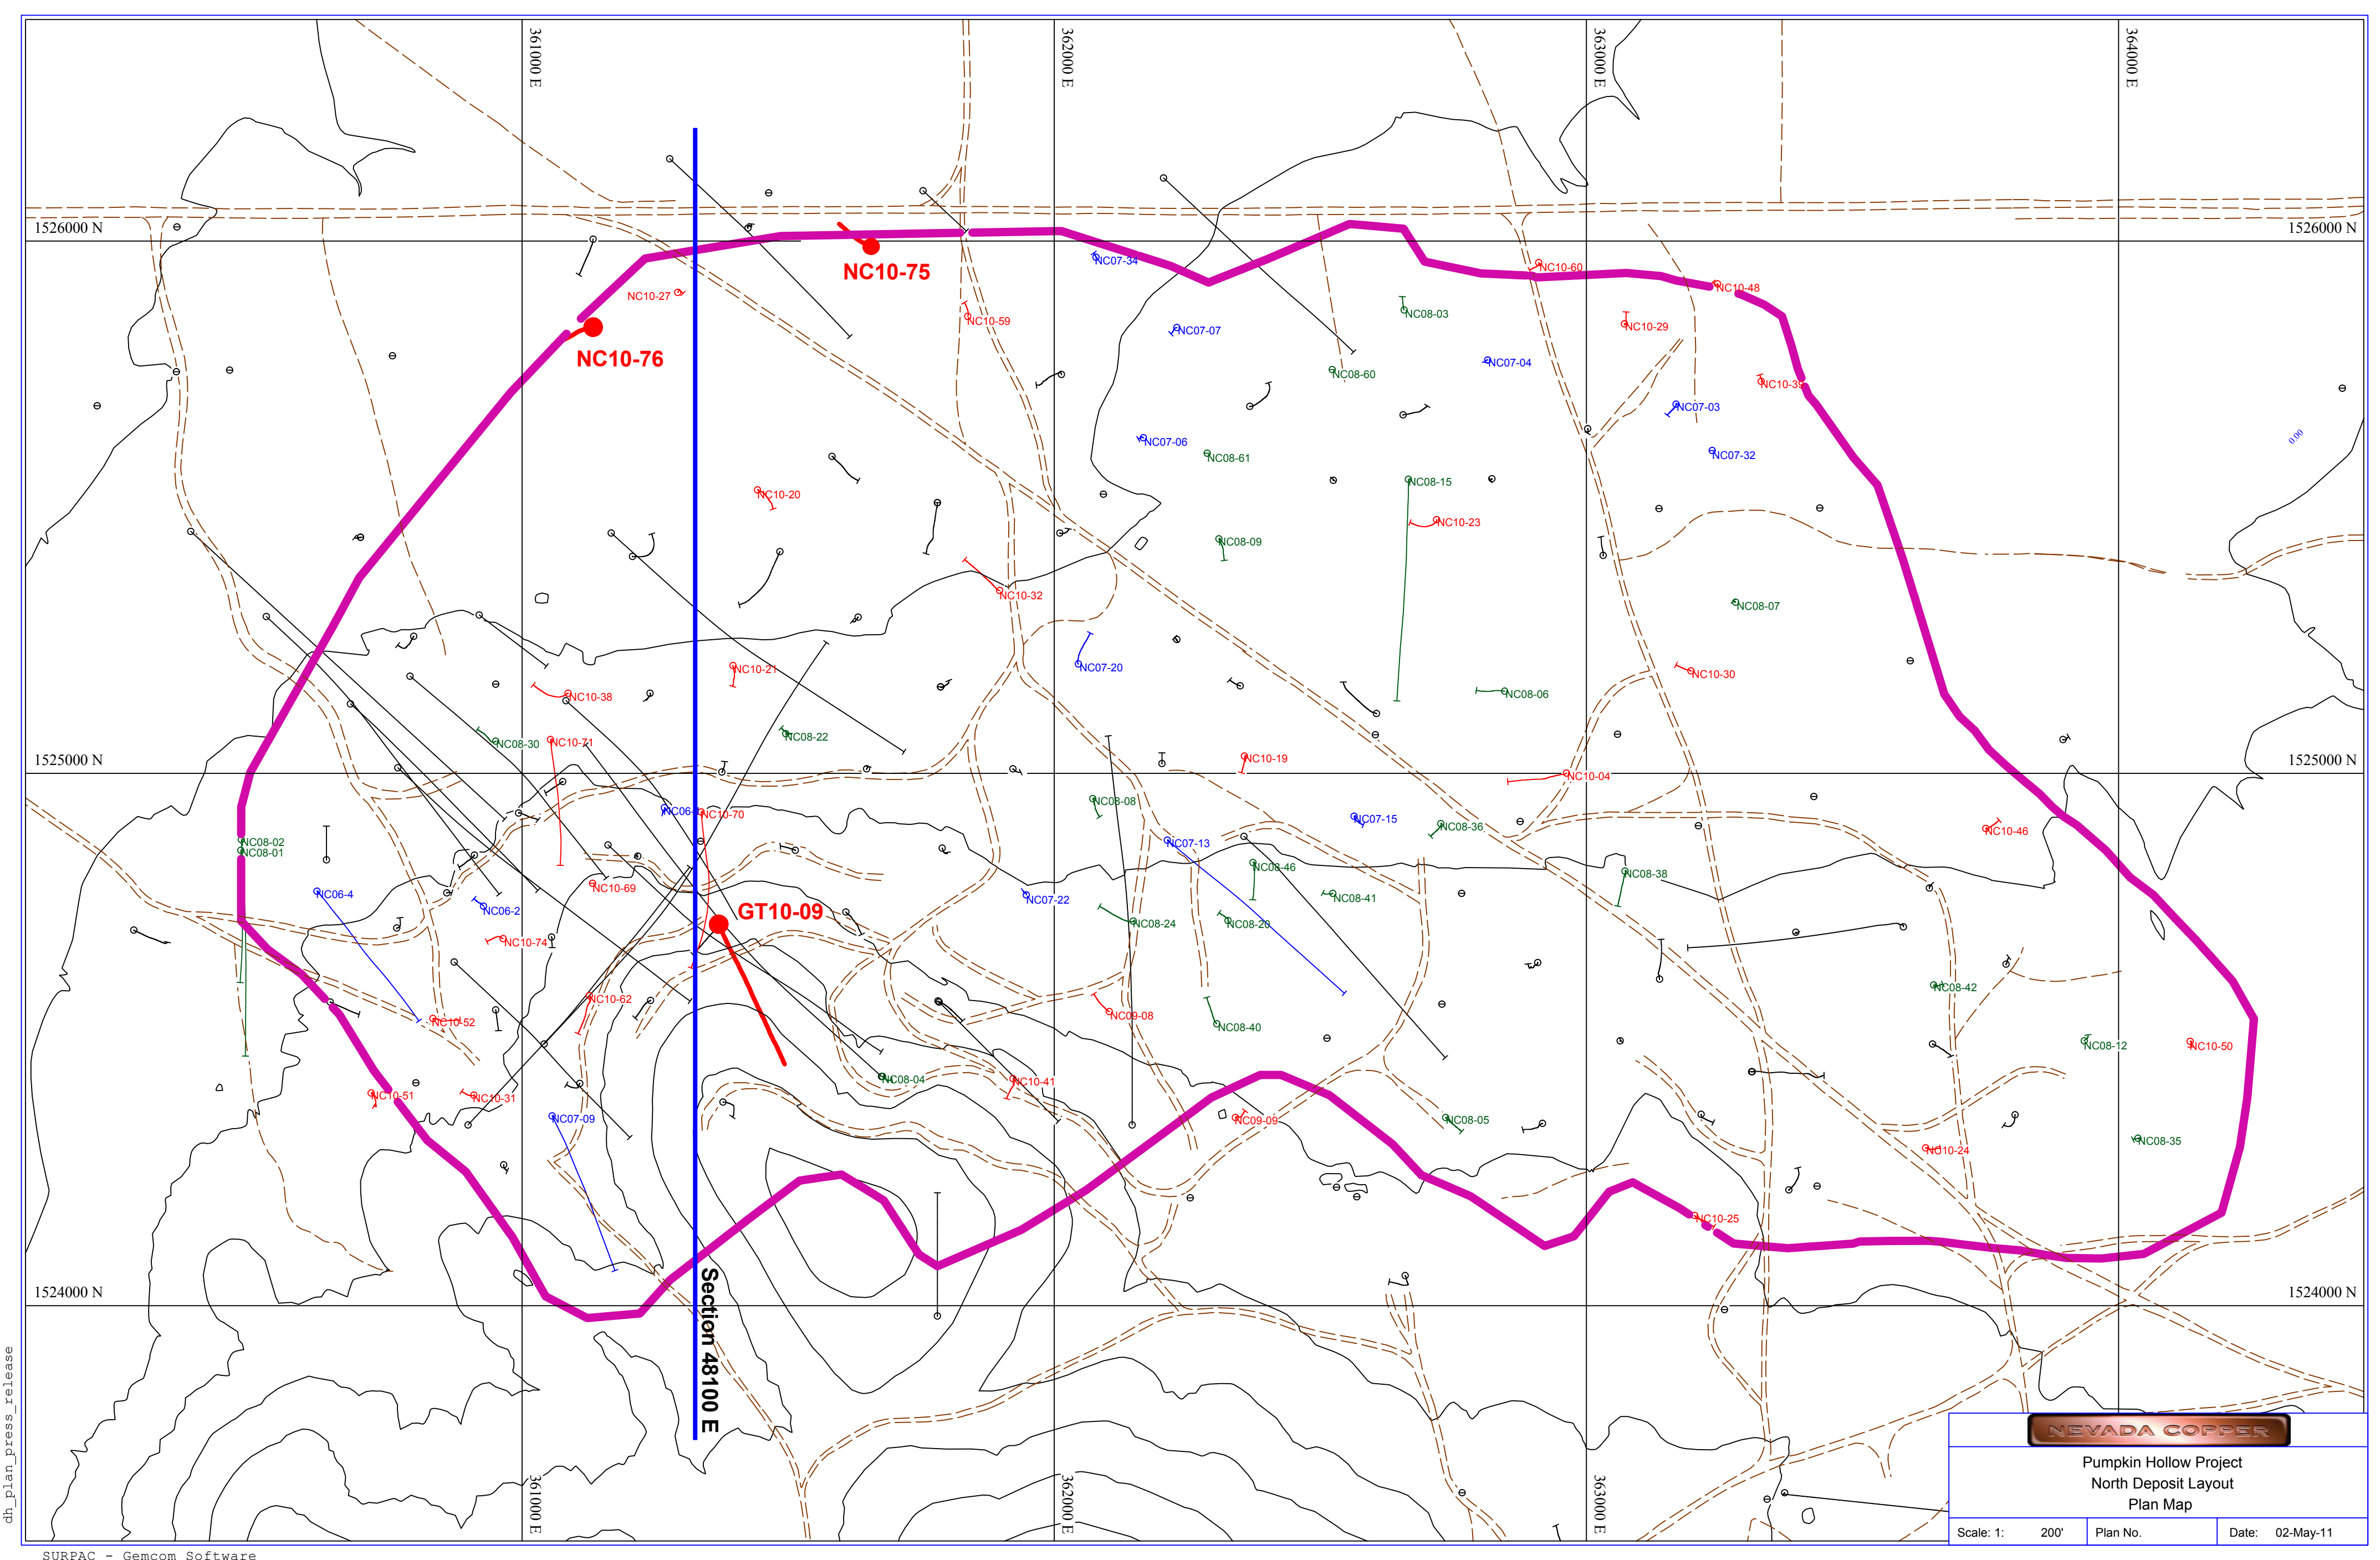 361000 E
362000 E
363000 E
364000 E
1526000 N
1526000 N
NC10-75
NC07-34
NC10-60
NC10-48
NC10-27
NC08-03
NC10-59
NC07-07
NC10-29
NC10-76
NC07-04
NC08-60
NC10-39
NC07-03
NC07-06
0.00
NC08-61
NC07-32
NC08-15
NC10-20
NC10-23
NC08-09
NC10-32
NC08-07
NC07-20
NC10-21
NC10-30
NC10-38
NC08-06
NC08-22
NC10-71
NC08-30
1525000 N
1525000 N
NC10-19
NC10-04
NC08-08
NC10-70
NC07-15
NC08-36
NC10-46
NC08-02
NC07-13
NC08-01
NC08-46
NC08-38
NC10-69
NC06-4
NC08-41
NC07-22
NC06-2
GT10-09
NC08-24
NC08-20
NC10-74
NC08-42
NC10-62
NC09-08
NC10-52
NC08-40
NC08-12
NC10-50
NC08-04
NC10-41
NC10-51
NC10-31
NC07-09
NC09-09
NC08-05
NC08-35
NC10-24
NC10-25
1524000 N
1524000 N
Section 48100 E
361000 E
362000 E
363000 E
NEVADA COPPER
Pumpkin Hollow Project
North Deposit Layout
Plan Map
Scale: 1: 200'
Plan No.
Date: 02-May-11
dh_plan_press_release
SURPAC - Gemcom Software